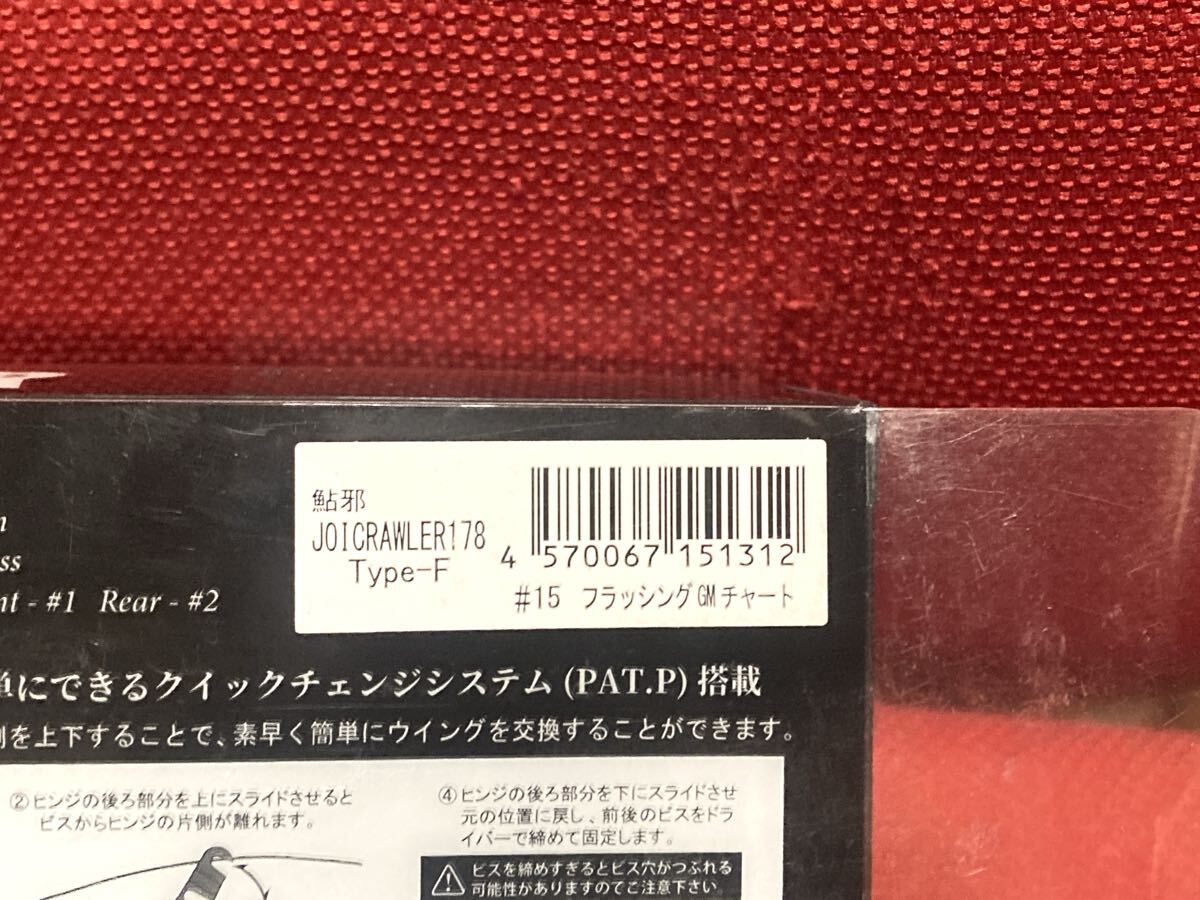 鮎邪
JOICRAWLER178
Type-F
4 570067 151312
#15 フラッシングGMチャート
ss
- #1 Rear - #2
にできるクイックチェンジシステム (PAT.P) 搭載
を上下することで、素早く簡単にウイングを交換することができます。
② ヒンジの後ろ部分を上にスライドさせると
ビスからヒンジの片側が離れます。
④ ヒンジの後ろ部分を下にスライドさせ
元の位置に戻し、前後のビスをドラ
イバーで締めて固定します。
ビスを締めすぎるとビス穴がつぶれる
可能性がありますのでご注意下さい。